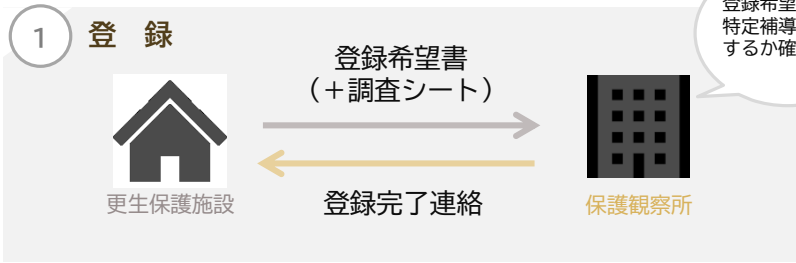 1 登 録
登録希望
特定補導
するか確
登録希望書
（＋調査シート）
登録完了連絡
更生保護施設
保護観察所